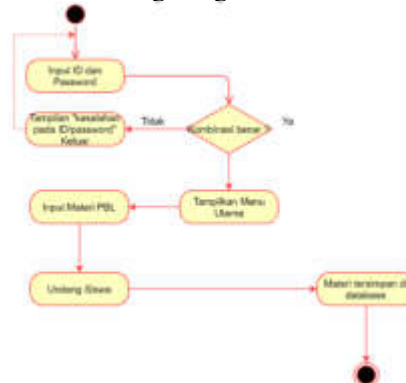 Input ID dan
Password
Tampilan "kesalahan
pada ID/password"
Keluar
Tidak
Kombinasi benar ?
Ya
Tampilkan Menu
Utama
Input Materi PBL
Undang Siswa
Materi tersimpan di
database